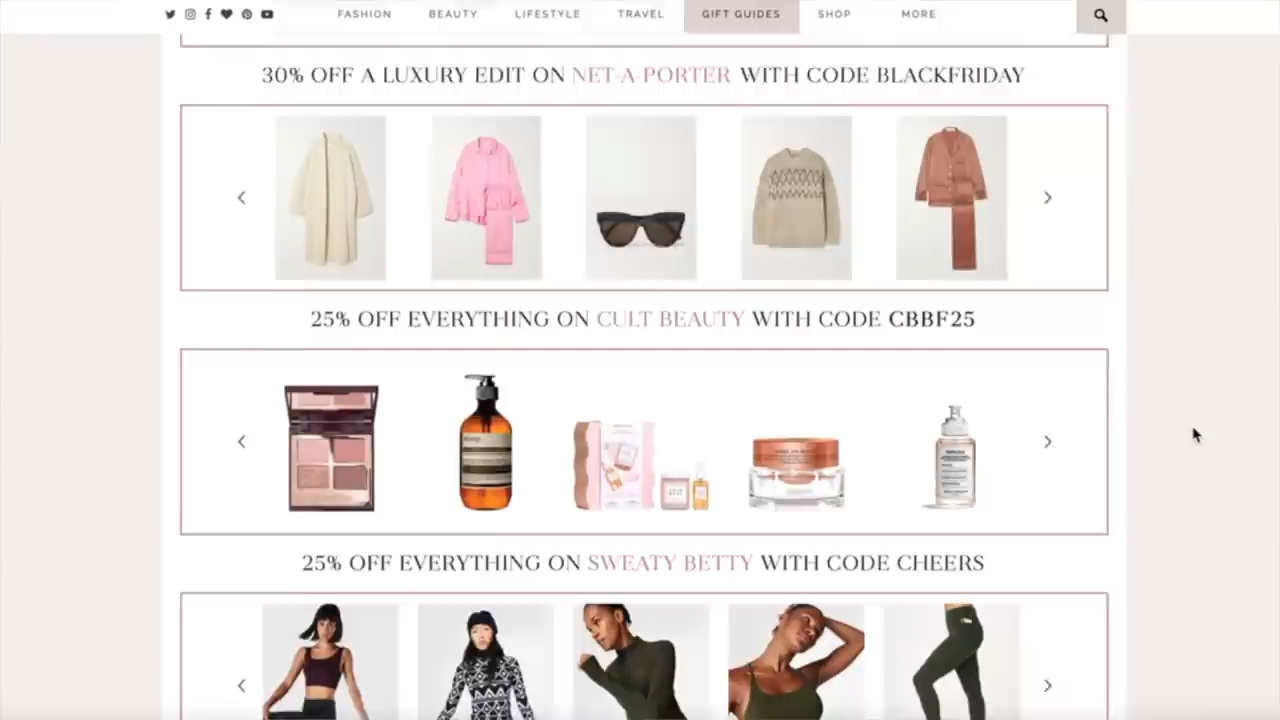 FASHION
BEAUTY
LIFESTYLE
TRAVEL
GIFT GUIDES
SHOP
MORE
30% OFF A LUXURY EDIT ON NET-A-PORTER WITH CODE BLACKFRIDAY
25% OFF EVERYTHING ON CULT BEAUTY WITH CODE CBBF25
25% OFF EVERYTHING ON SWEATY BETTY WITH CODE CHEERS